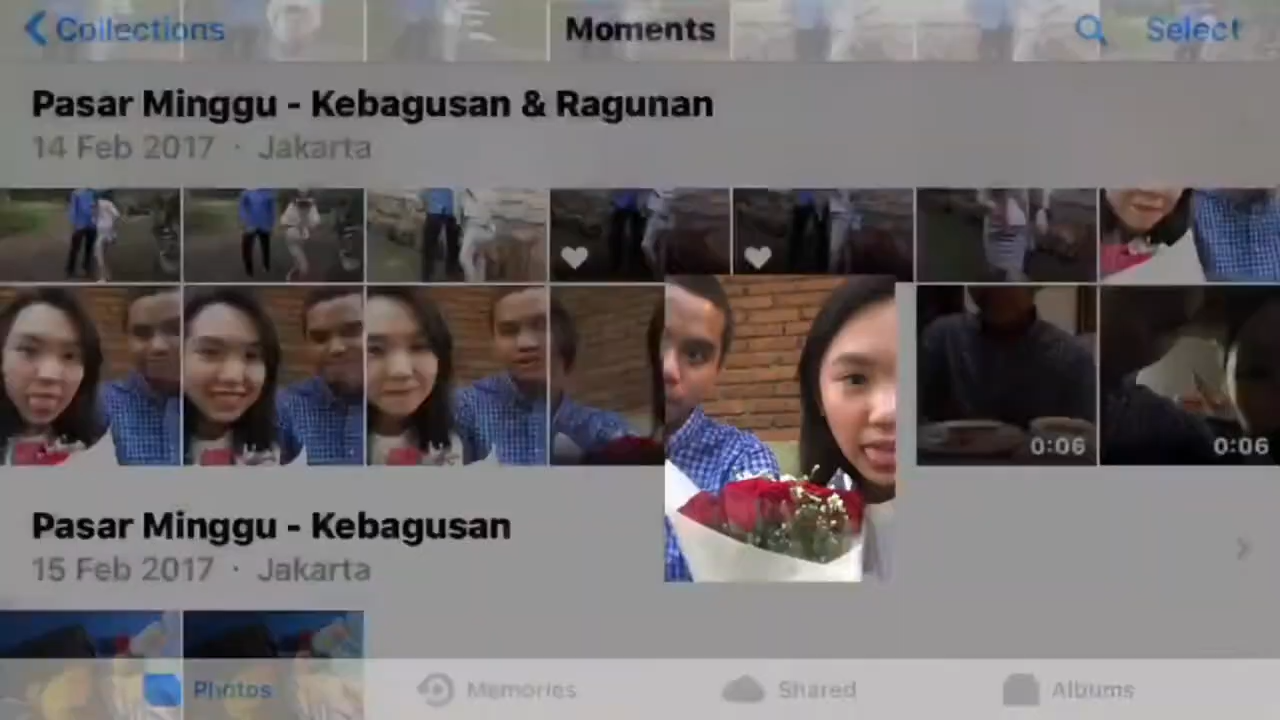 Collections
Moments
Select
Pasar Minggu - Kebagusan & Ragunan
14 Feb 2017 · Jakarta
0:06
0:06
Pasar Minggu - Kebagusan
15 Feb 2017 · Jakarta
Photos
Memories
Shared
Albums